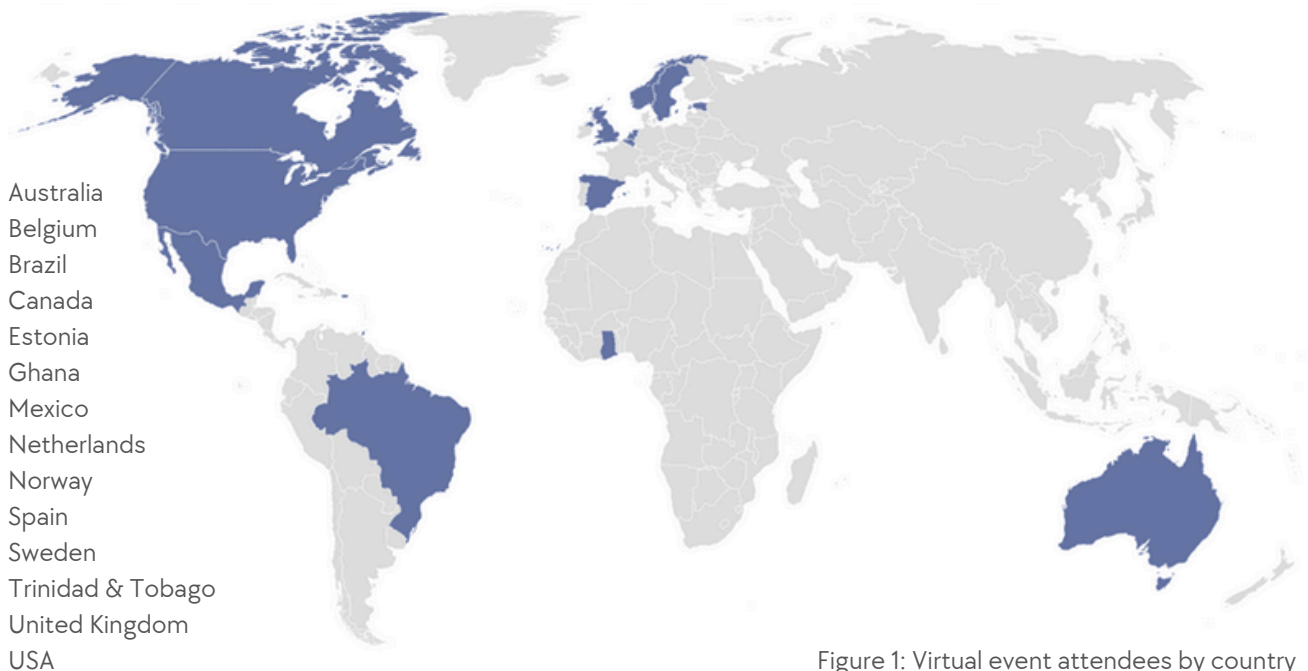 Australia
Belgium
Brazil
Canada
Estonia
Ghana
Mexico
Netherlands
Norway
Spain
Sweden
Trinidad & Tobago
United Kingdom
USA
Figure 1: Virtual event attendees by country